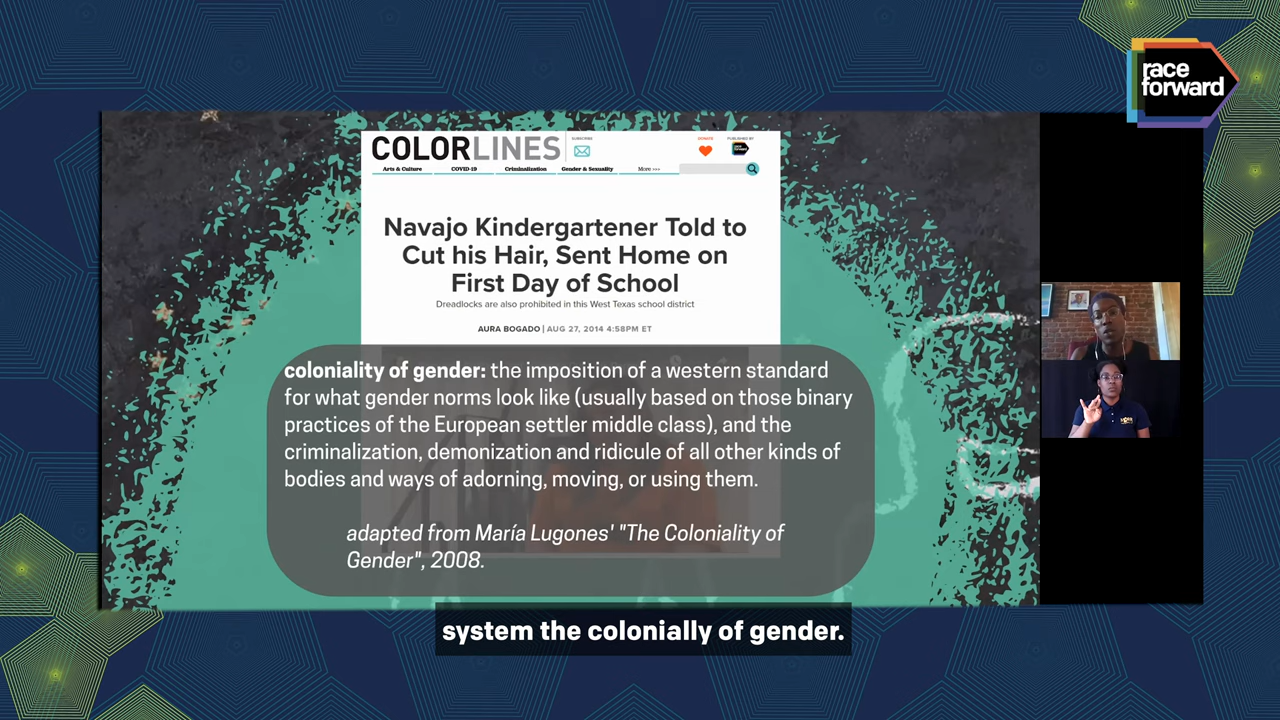 race
forward
COLORLINES
SUBSCRIBE
DONATE
PUBLISHED BY
Arts & Culture COVID-19 Criminalization Gender & Sexuality More >>>
Navajo Kindergartener Told to
Cut his Hair, Sent Home on
First Day of School
Dreadlocks are also prohibited in this West Texas school district
AURA BOGADO | AUG 27, 2014 4:58PM ET
coloniality of gender: the imposition of a western standard
for what gender norms look like (usually based on those binary
practices of the European settler middle class), and the
criminalization, demonization and ridicule of all other kinds of
bodies and ways of adorning, moving, or using them.
adapted from María Lugones' "The Coloniality of
Gender", 2008.
system the colonially of gender.